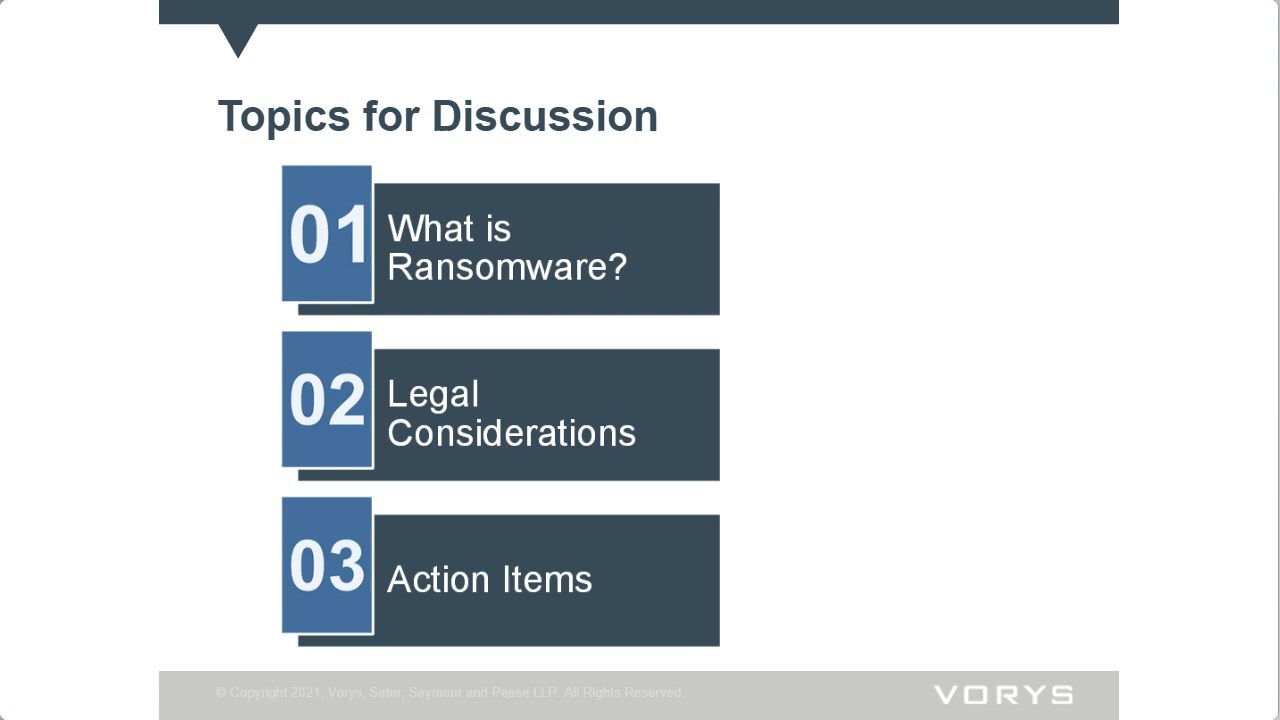 Topics for Discussion
01
What is
Ransomware?
02
Legal
Considerations
03
Action Items
© Copyright 2021, Vorys, Sater, Seymour and Pease LLP. All Rights Reserved.
VORYS